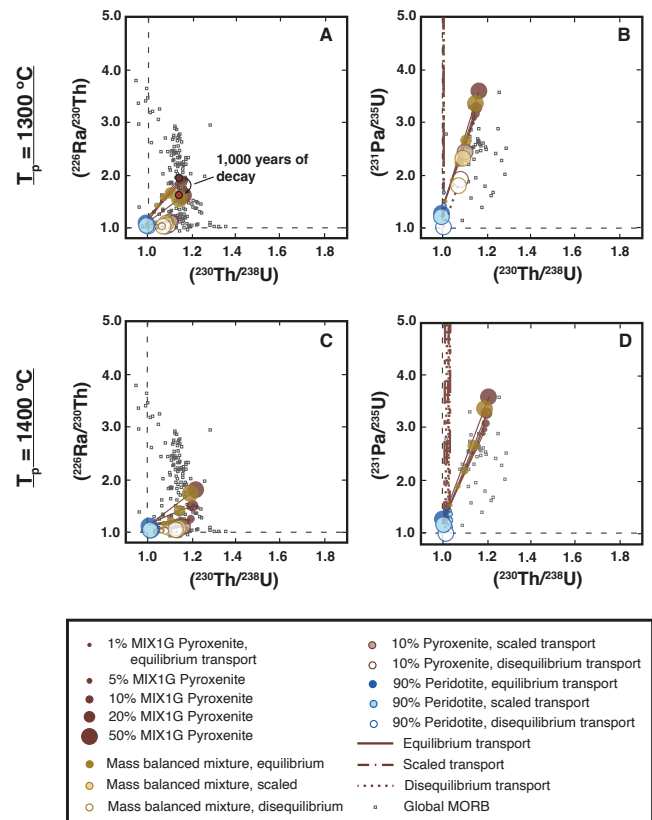 T_p = 1300 °C
5.0
4.0
3.0
2.0
1.0
(²²⁶Ra/²³⁰Th)
A
1,000 years of
decay
1.0 1.2 1.4 1.6 1.8
(²³⁰Th/²³⁸U)
5.0
4.0
3.0
2.0
1.0
(²³¹Pa/²³⁵U)
B
1.0 1.2 1.4 1.6 1.8
(²³⁰Th/²³⁸U)
T_p = 1400 °C
5.0
4.0
3.0
2.0
1.0
(²²⁶Ra/²³⁰Th)
C
1.0 1.2 1.4 1.6 1.8
(²³⁰Th/²³⁸U)
5.0
4.0
3.0
2.0
1.0
(²³¹Pa/²³⁵U)
D
1.0 1.2 1.4 1.6 1.8
(²³⁰Th/²³⁸U)
1% MIX1G Pyroxenite,
equilibrium transport
5% MIX1G Pyroxenite
10% MIX1G Pyroxenite
20% MIX1G Pyroxenite
50% MIX1G Pyroxenite
Mass balanced mixture, equilibrium
Mass balanced mixture, scaled
Mass balanced mixture, disequilibrium
10% Pyroxenite, scaled transport
10% Pyroxenite, disequilibrium transport
90% Peridotite, equilibrium transport
90% Peridotite, scaled transport
90% Peridotite, disequilibrium transport
Equilibrium transport
Scaled transport
Disequilibrium transport
Global MORB